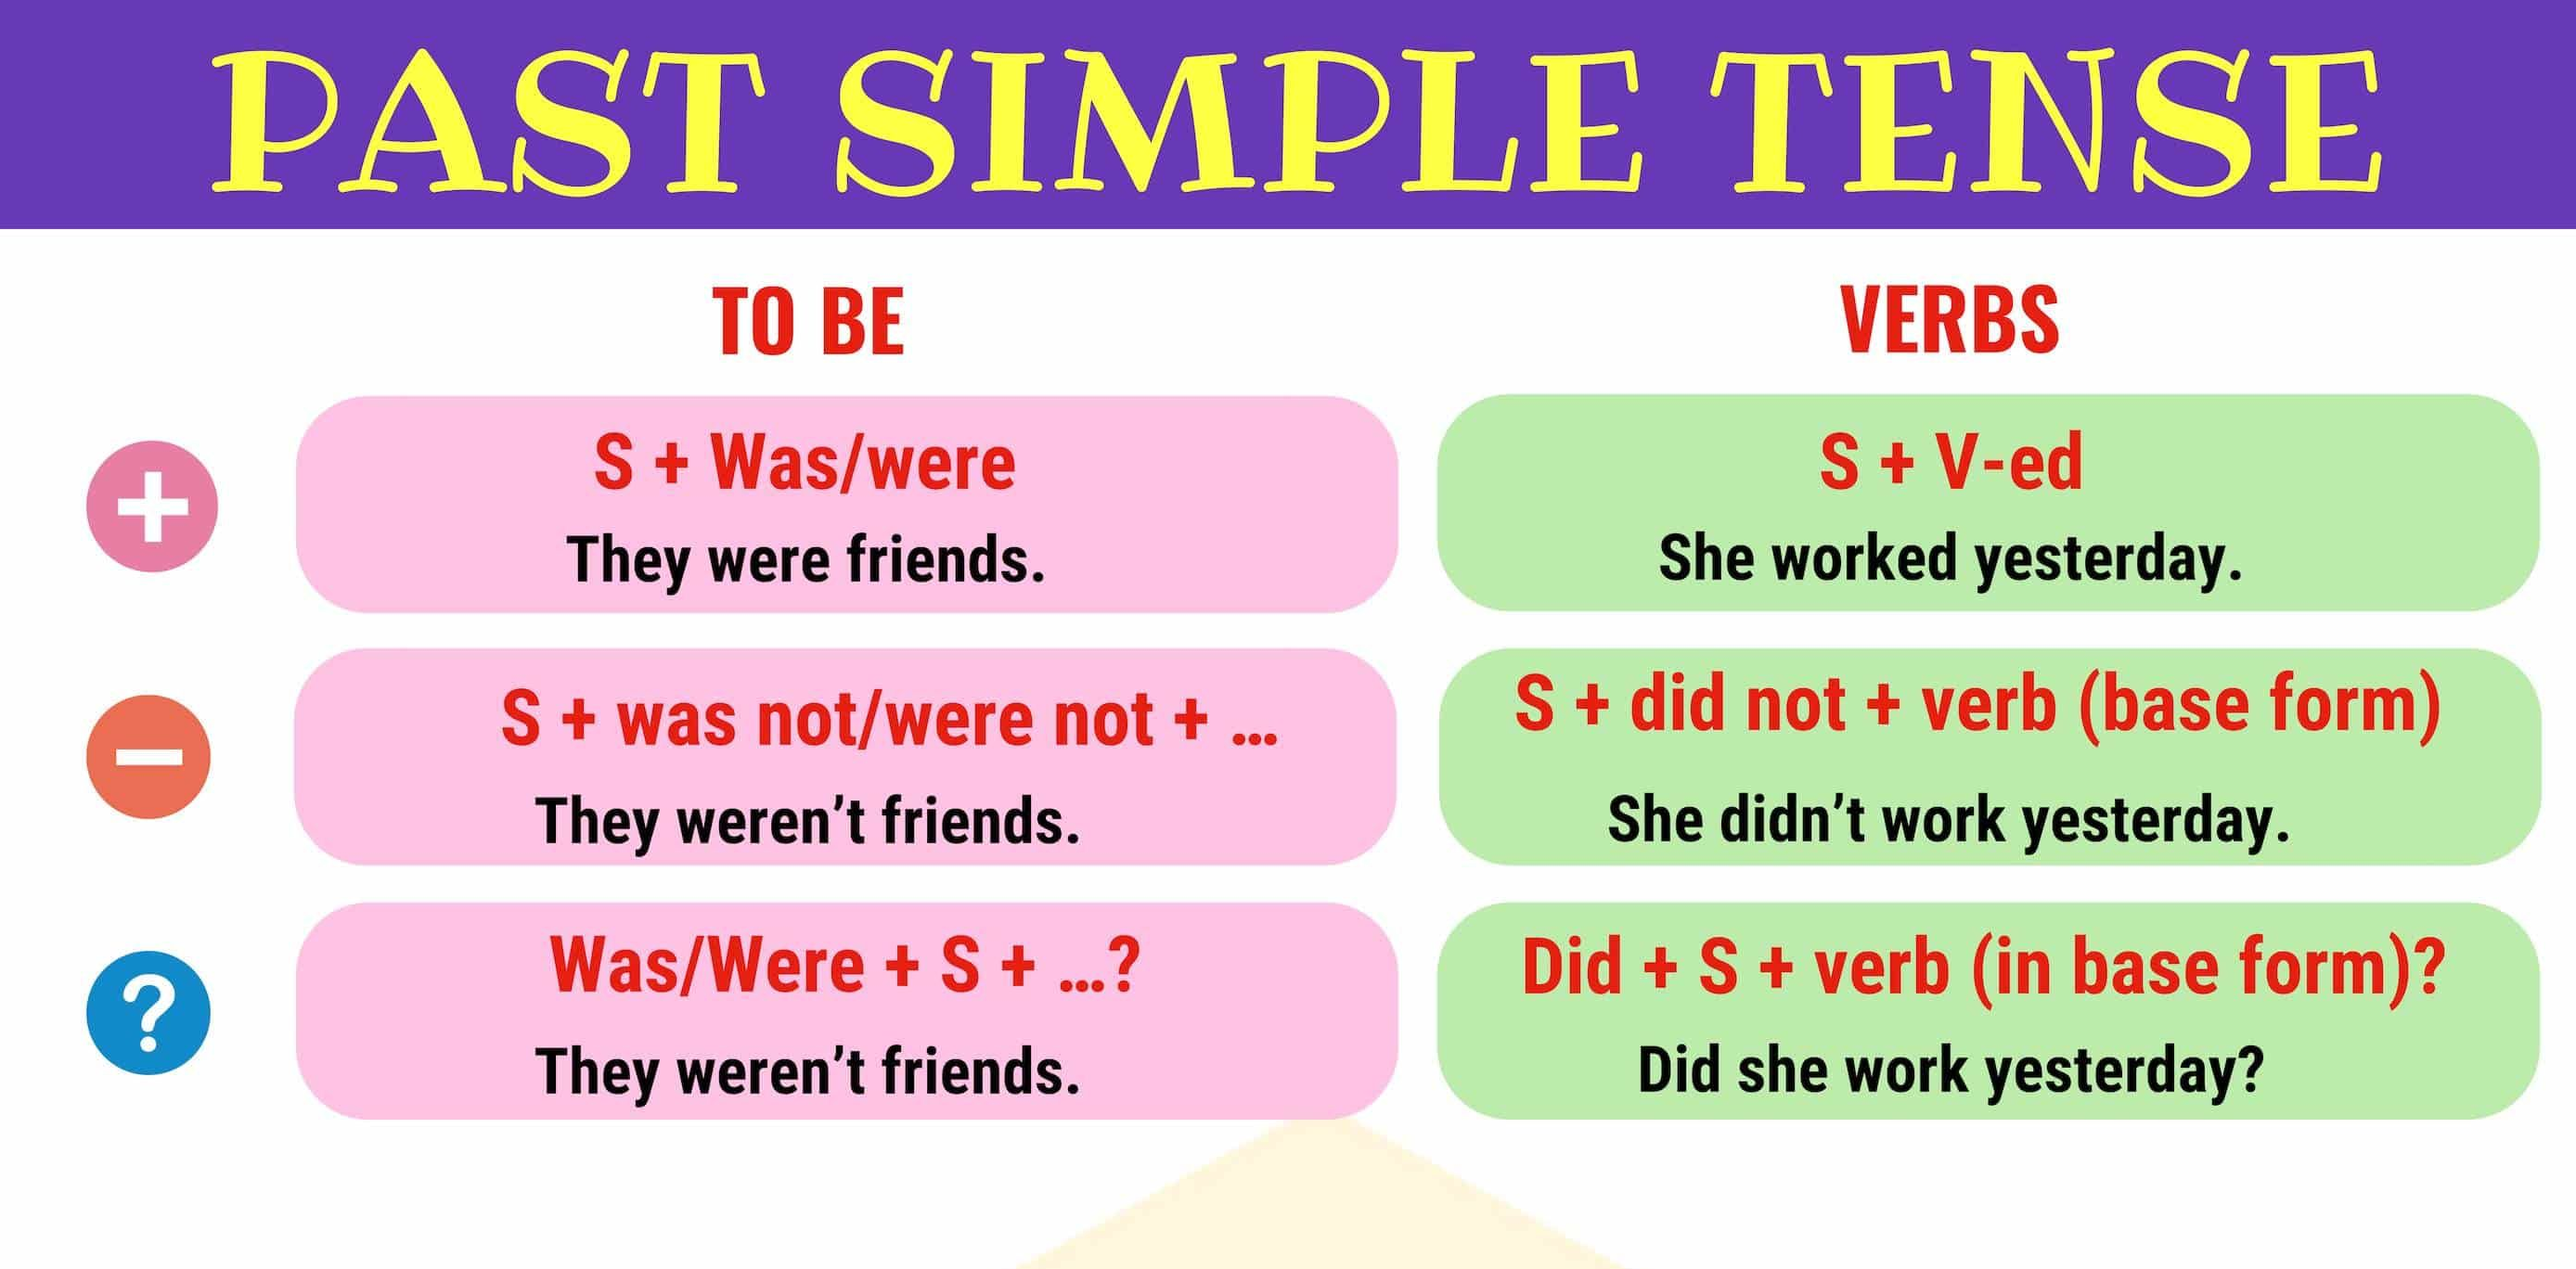 PAST SIMPLE TENSE
TO BE
VERBS
S + Was/were
They were friends.
S + V-ed
She worked yesterday.
S + was not/were not + ...
They weren’t friends.
S + did not + verb (base form)
She didn’t work yesterday.
Was/Were + S + ...?
They weren’t friends.
Did + S + verb (in base form)?
Did she work yesterday?